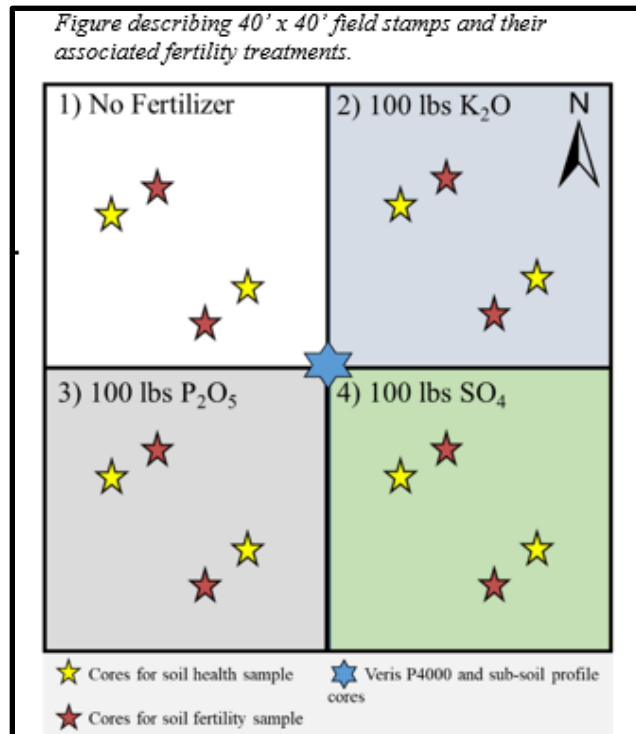 Figure describing 40’ x 40’ field stamps and their
associated fertility treatments.
1) No Fertilizer
2) 100 lbs K₂O
N
3) 100 lbs P₂O₅
4) 100 lbs SO₄
Cores for soil health sample
Veris P4000 and sub-soil profile
cores
Cores for soil fertility sample